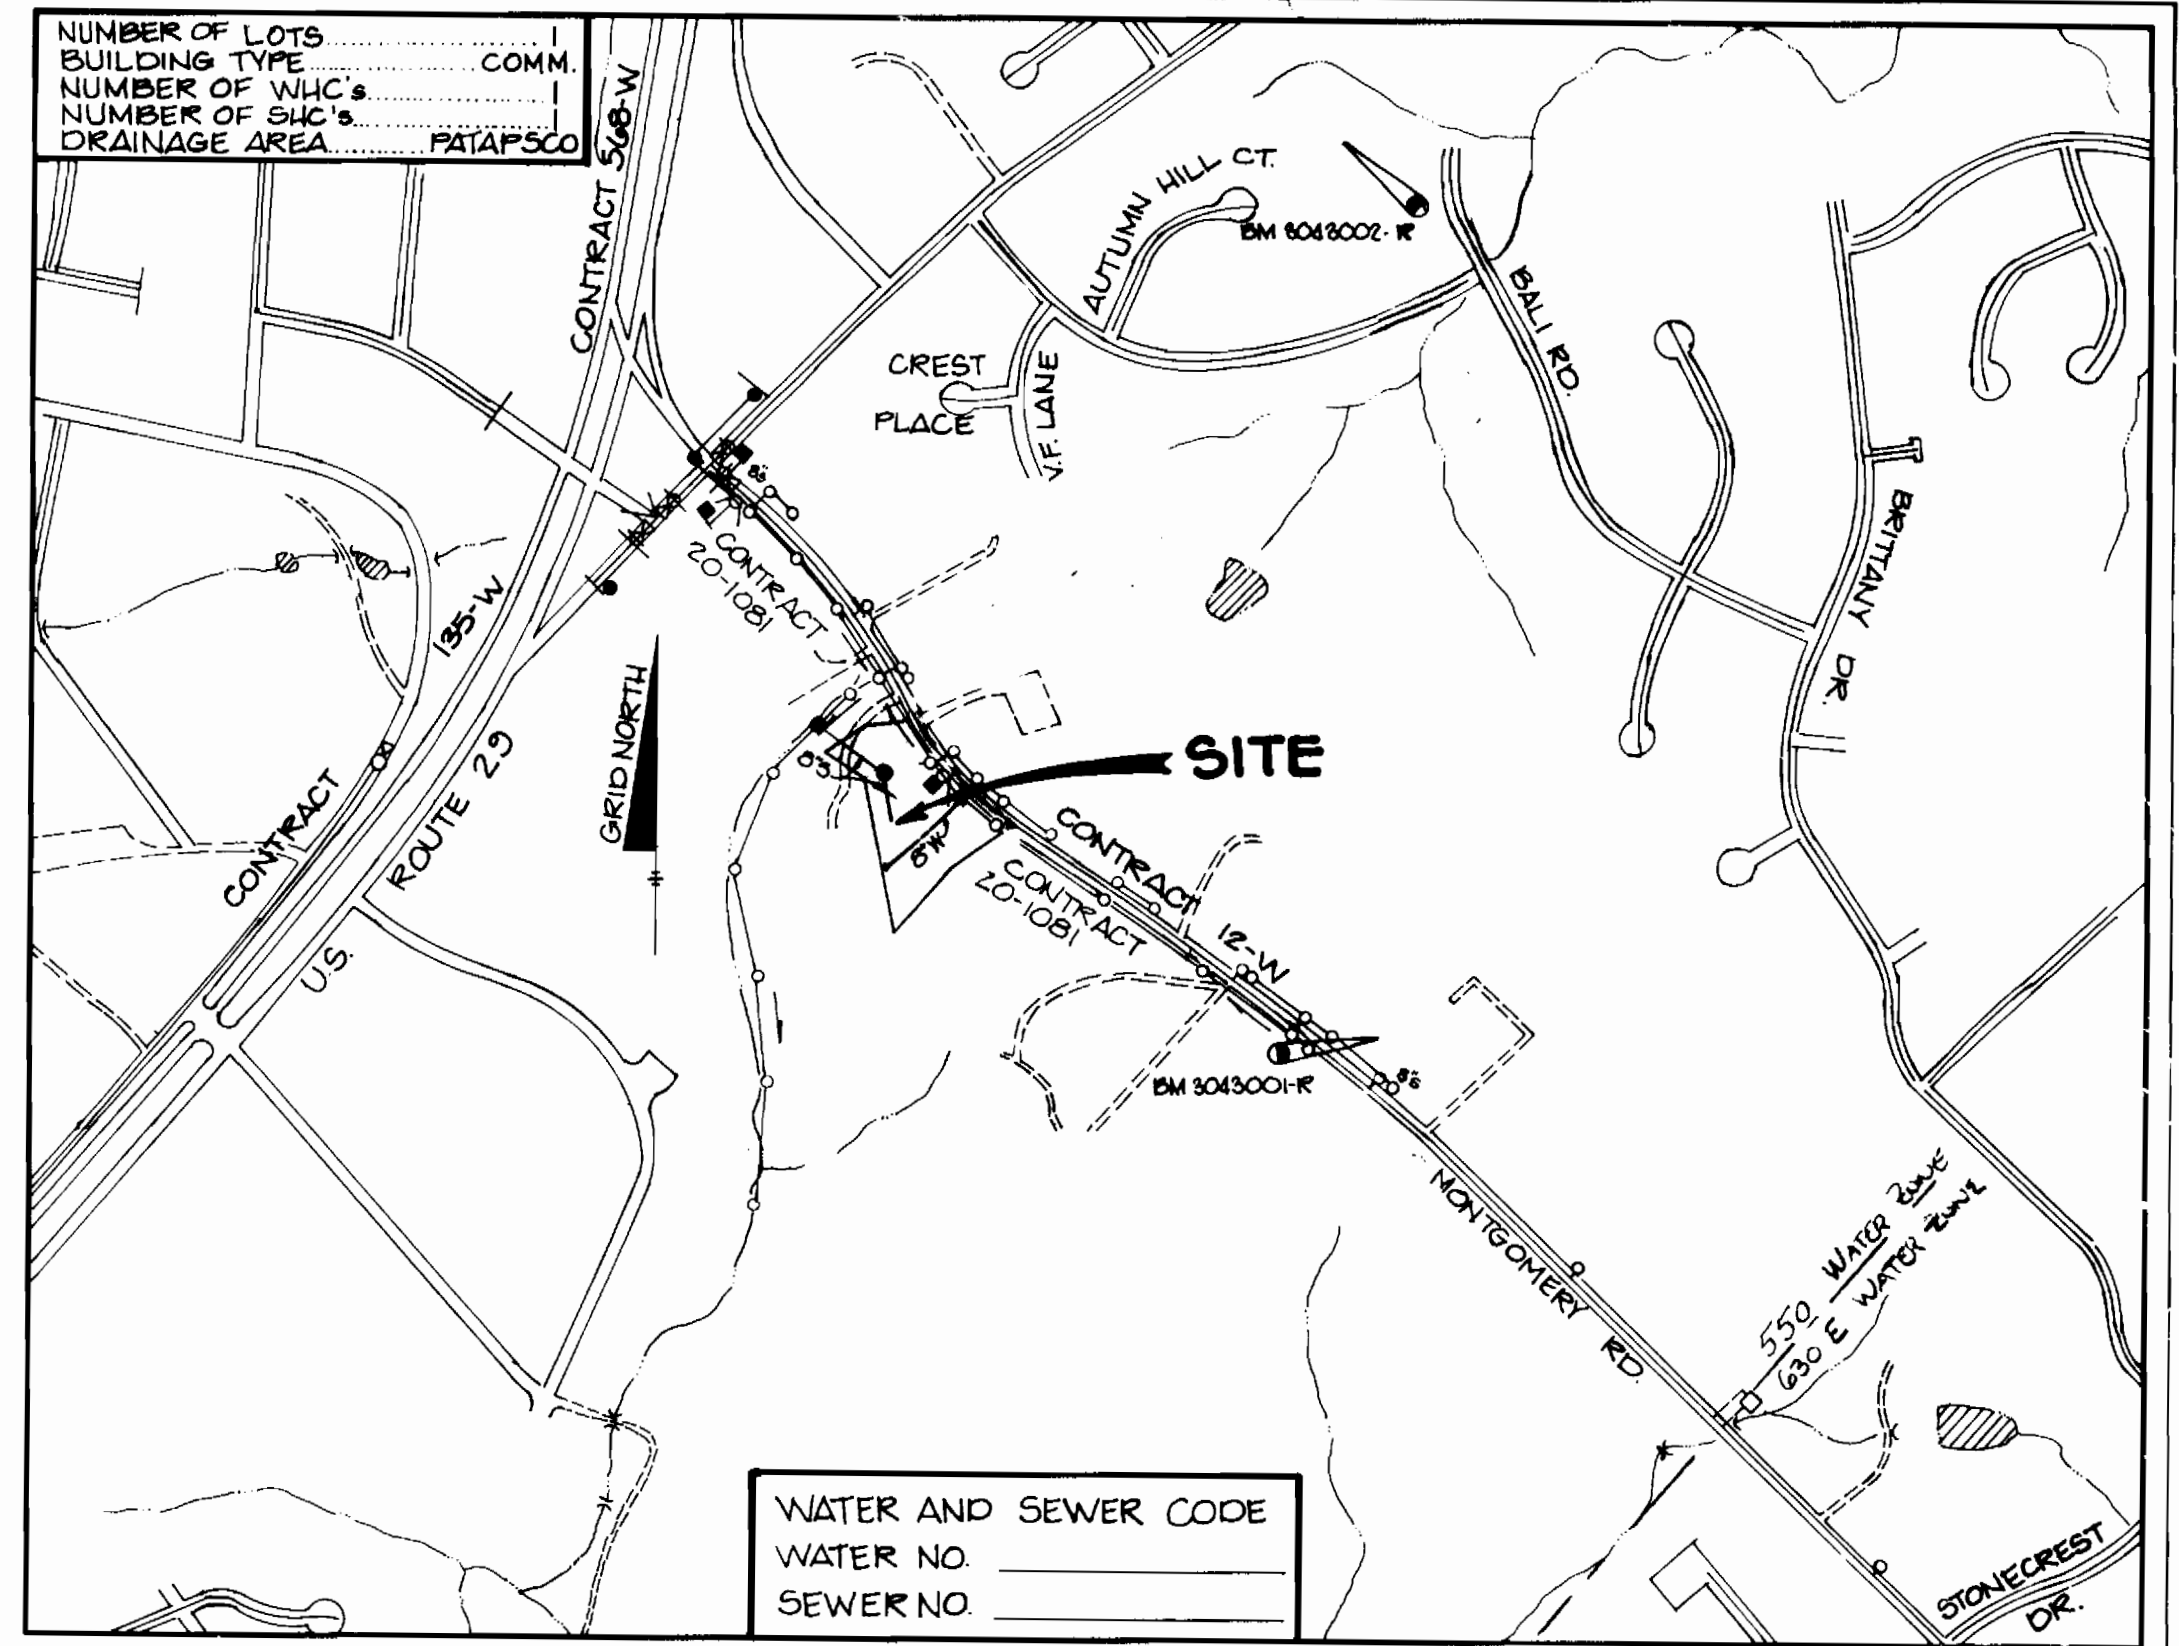 NUMBER OF LOTS........................1
BUILDING TYPE.................COMM.
NUMBER OF WHC's....................1
NUMBER OF SHC's....................1
DRAINAGE AREA...........PATAPSCO
CONTRACT 568-W
AUTUMN HILL CT.
BM 3043002-R
BALI RD.
CREST
PLACE
V.F. LANE
8"S
CONTRACT
20-1081
BRITTANY DR.
CONTRACT 135-W
U.S. ROUTE 29
GRID NORTH
SITE
8"S
8"W
CONTRACT 12-W
CONTRACT
20-1081
BM 3043001-R
8"S
MONTGOMERY RD.
550 WATER ZONE
630 E WATER ZONE
STONECREST
DR.
WATER AND SEWER CODE
WATER NO.
SEWER NO.